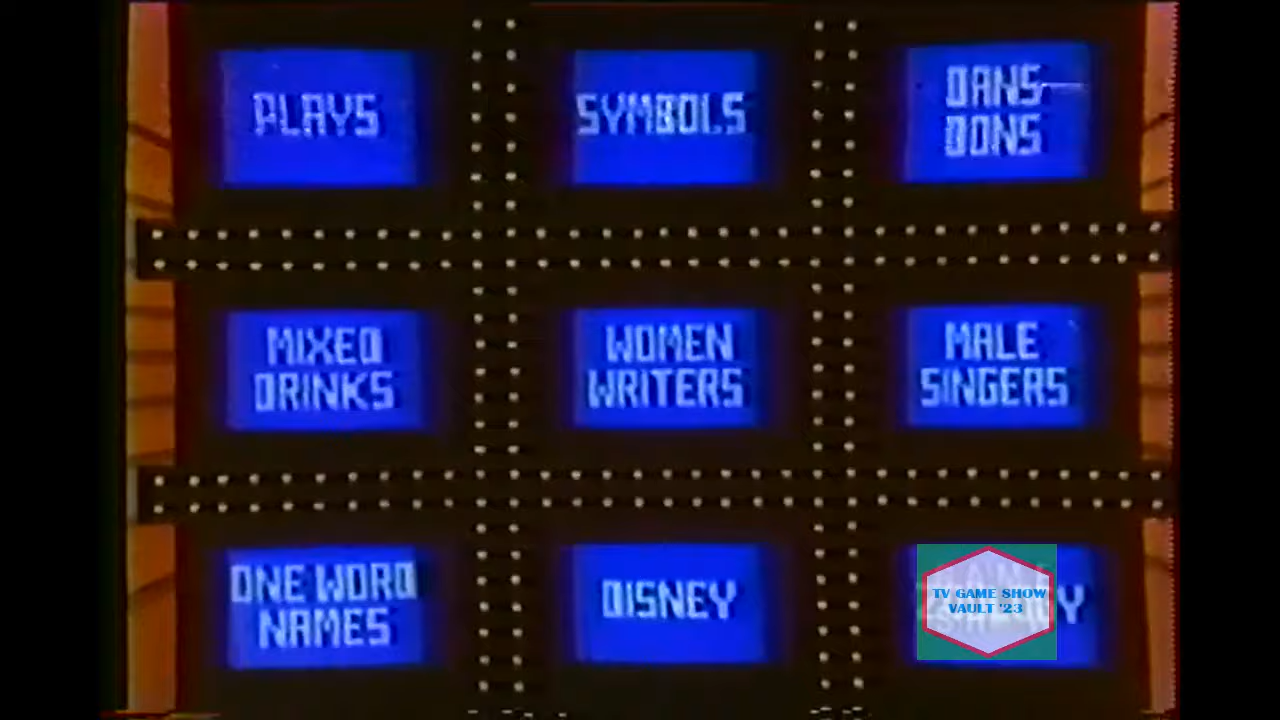 PLAYS
SYMBOLS
DANS
DONS
MIXED
DRINKS
WOMEN
WRITERS
MALE
SINGERS
ONE WORD
NAMES
DISNEY
TV GAME SHOW
VAULT '23